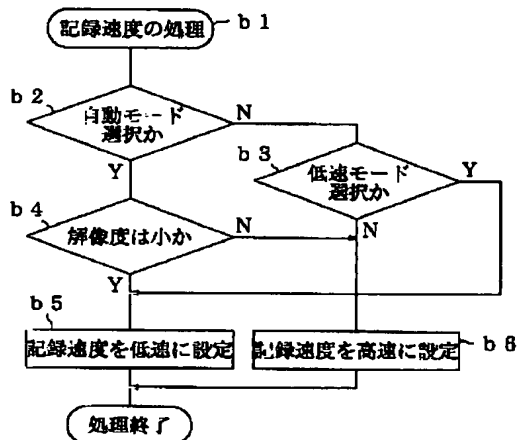 記録速度の処理
b 1
b 2
自動モード
選択か
N
Y
b 3
低速モード
選択か
Y
N
b 4
解像度は小か
N
Y
b 5
記録速度を低速に設定
記録速度を高速に設定
b 6
処理終了